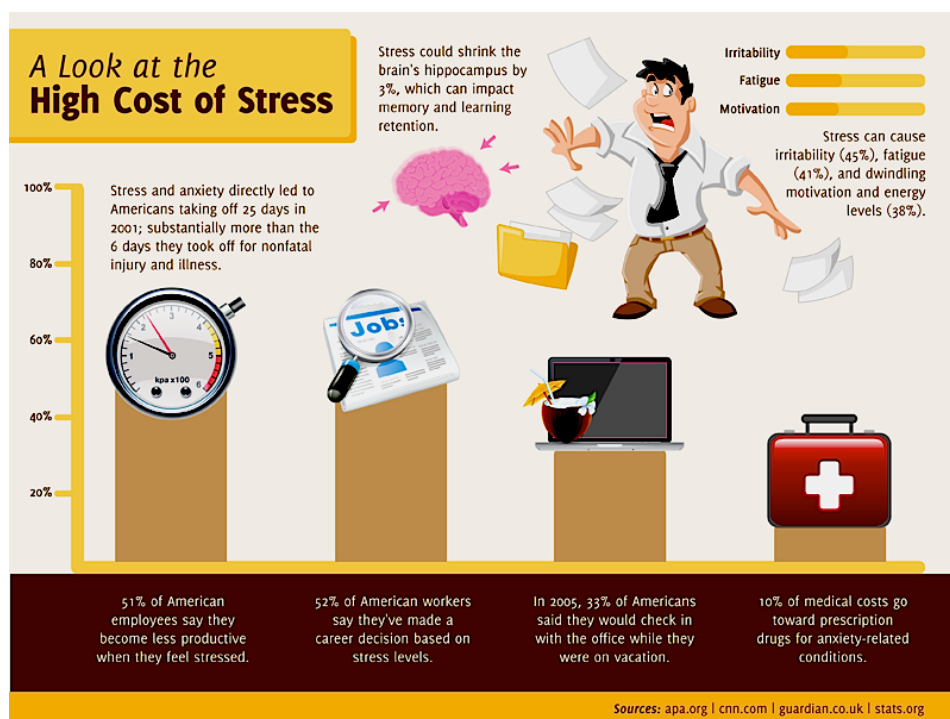 A Look at the
High Cost of Stress
Stress could shrink the
brain's hippocampus by
3%, which can impact
memory and learning
retention.
Irritability
Fatigue
Motivation
Stress can cause
irritability (45%), fatigue
(41%), and dwindling
motivation and energy
levels (38%).
Stress and anxiety directly led to
Americans taking off 25 days in
2001; substantially more than the
6 days they took off for nonfatal
injury and illness.
100%
80%
60%
40%
20%
1
2
3
4
5
6
kpa x100
Jobs
51% of American
employees say they
become less productive
when they feel stressed.
52% of American workers
say they've made a
career decision based on
stress levels.
In 2005, 33% of Americans
said they would check in
with the office while they
were on vacation.
10% of medical costs go
toward prescription
drugs for anxiety-related
conditions.
Sources: apa.org | cnn.com | guardian.co.uk | stats.org